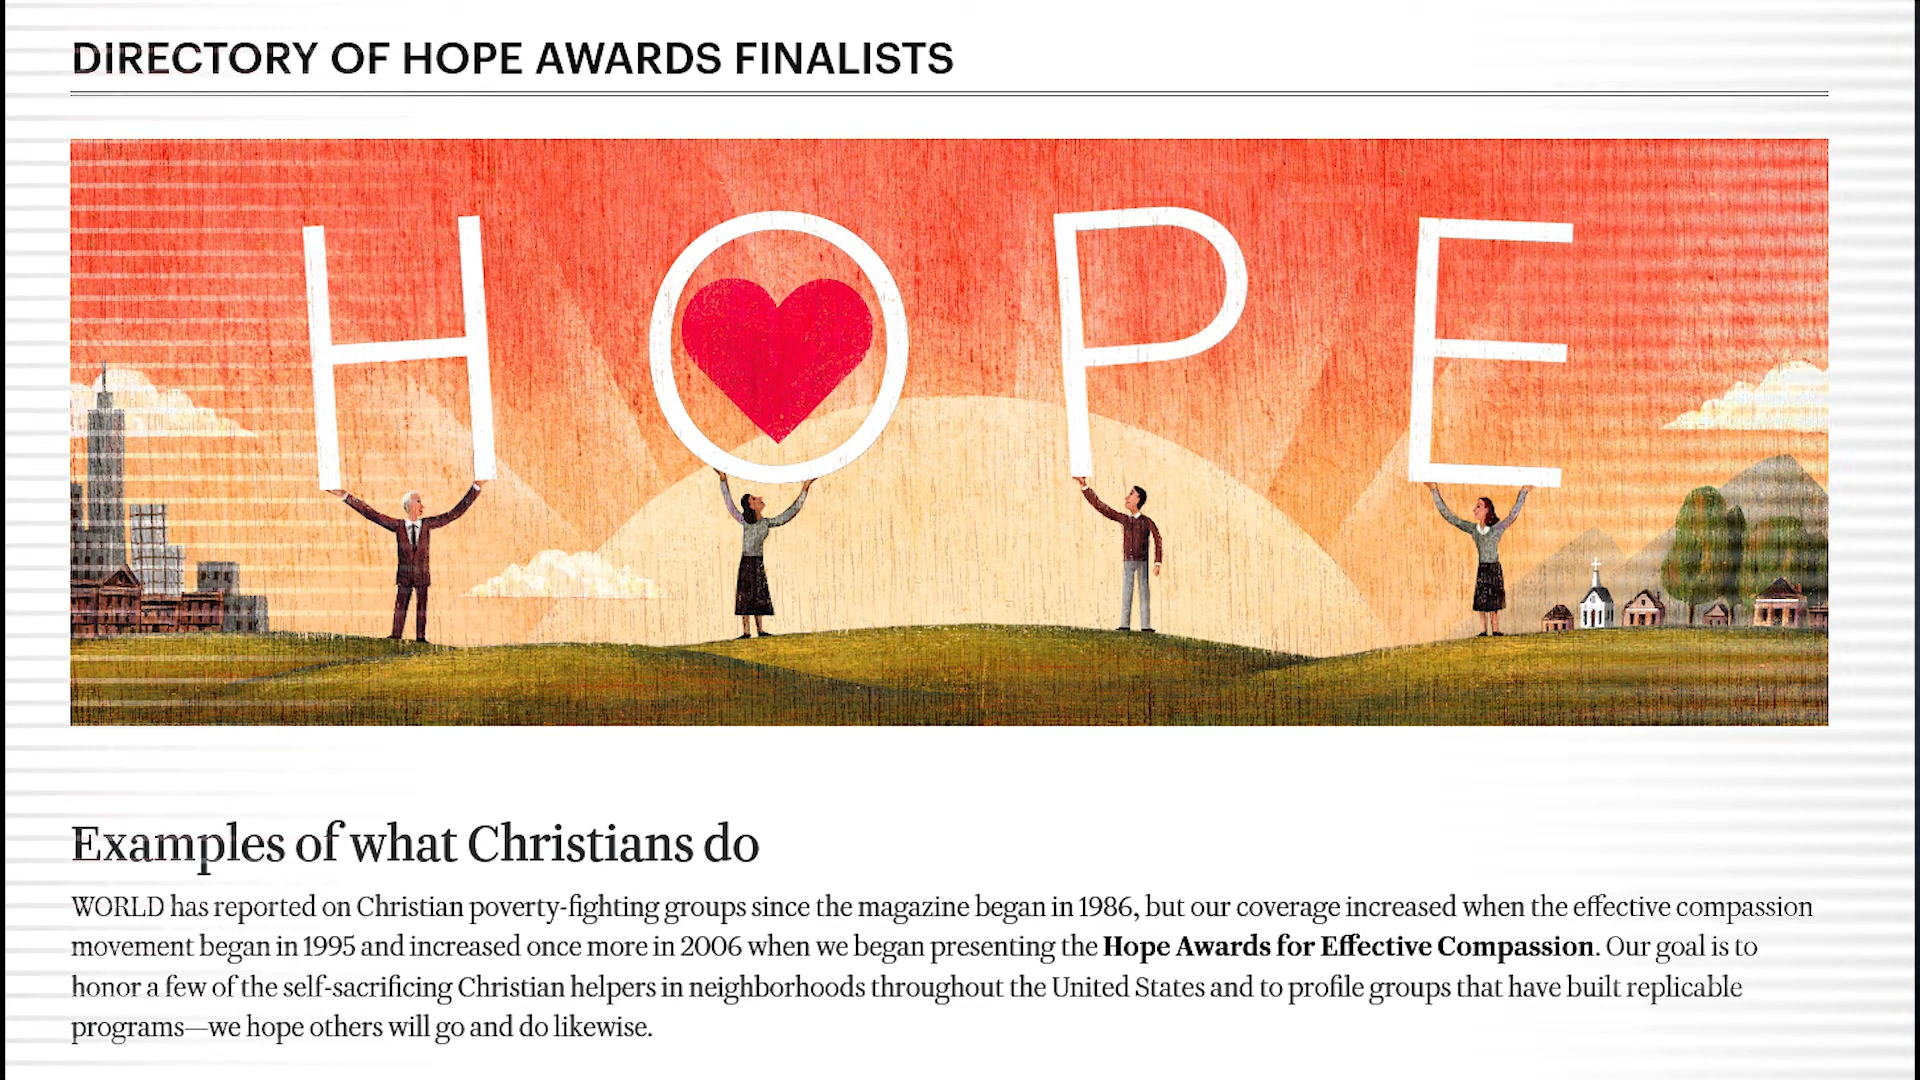 DIRECTORY OF HOPE AWARDS FINALISTS
HOPE
Examples of what Christians do
WORLD has reported on Christian poverty-fighting groups since the magazine began in 1986, but our coverage increased when the effective compassion
movement began in 1995 and increased once more in 2006 when we began presenting the Hope Awards for Effective Compassion. Our goal is to
honor a few of the self-sacrificing Christian helpers in neighborhoods throughout the United States and to profile groups that have built replicable
programs—we hope others will go and do likewise.